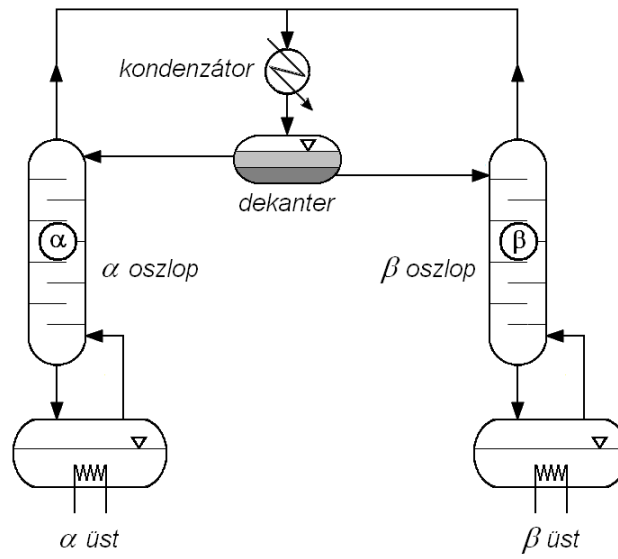 kondenzátor
dekanter
α
α oszlop
β
β oszlop
α üst
β üst